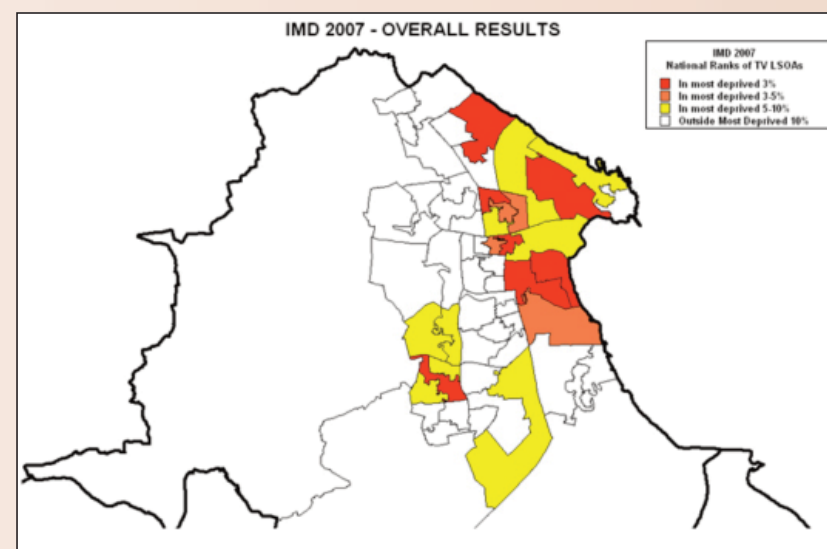 IMD 2007 - OVERALL RESULTS
IMD 2007
National Ranks of TV LSOAs
In most deprived 3%
In most deprived 3-5%
In most deprived 5-10%
Outside Most Deprived 10%